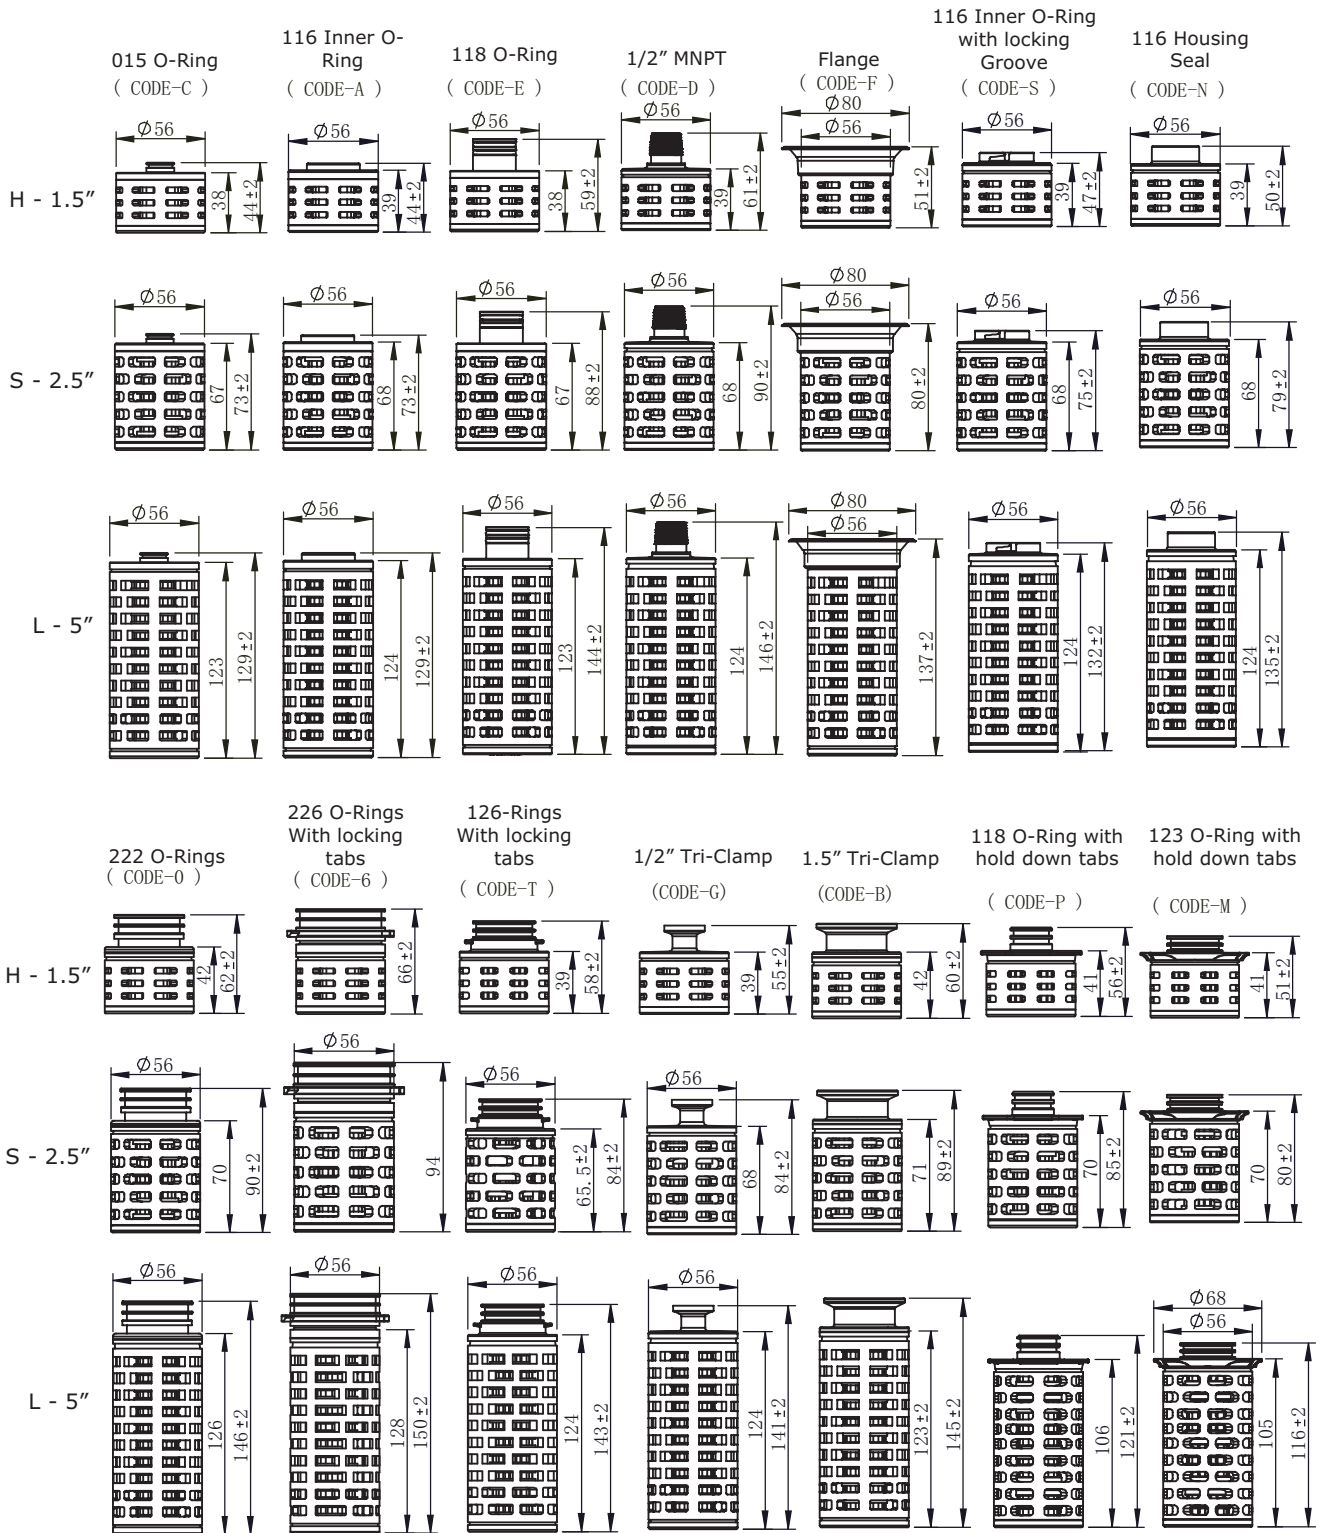 015 O-Ring
( CODE-C )
116 Inner O-
Ring
( CODE-A )
118 O-Ring
( CODE-E )
1/2” MNPT
( CODE-D )
Flange
( CODE-F )
116 Inner O-Ring
with locking
Groove
( CODE-S )
116 Housing
Seal
( CODE-N )
H - 1.5”
Ø56
38
44±2
Ø56
39
44±2
Ø56
38
59±2
Ø56
39
61±2
Ø80
Ø56
51±2
Ø56
39
47±2
Ø56
39
50±2
S - 2.5”
Ø56
67
73±2
Ø56
68
73±2
Ø56
67
88±2
Ø56
68
90±2
Ø80
Ø56
80±2
Ø56
68
75±2
Ø56
68
79±2
L - 5”
Ø56
123
129±2
Ø56
124
129±2
Ø56
123
144±2
Ø56
124
146±2
Ø80
Ø56
137±2
Ø56
124
132±2
Ø56
124
135±2
222 O-Rings
( CODE-0 )
226 O-Rings
With locking
tabs
( CODE-6 )
126-Rings
With locking
tabs
( CODE-T )
1/2” Tri-Clamp
(CODE-G)
1.5” Tri-Clamp
(CODE-B)
118 O-Ring with
hold down tabs
( CODE-P )
123 O-Ring with
hold down tabs
( CODE-M )
H - 1.5”
42
62±2
66±2
39
58±2
39
55±2
42
60±2
41
56±2
41
51±2
S - 2.5”
Ø56
70
90±2
Ø56
94
Ø56
65.5±2
84±2
Ø56
68
84±2
71
89±2
70
85±2
70
80±2
L - 5”
Ø56
126
146±2
Ø56
128
150±2
Ø56
124
143±2
Ø56
124
141±2
123±2
145±2
106
121±2
Ø68
Ø56
105
116±2